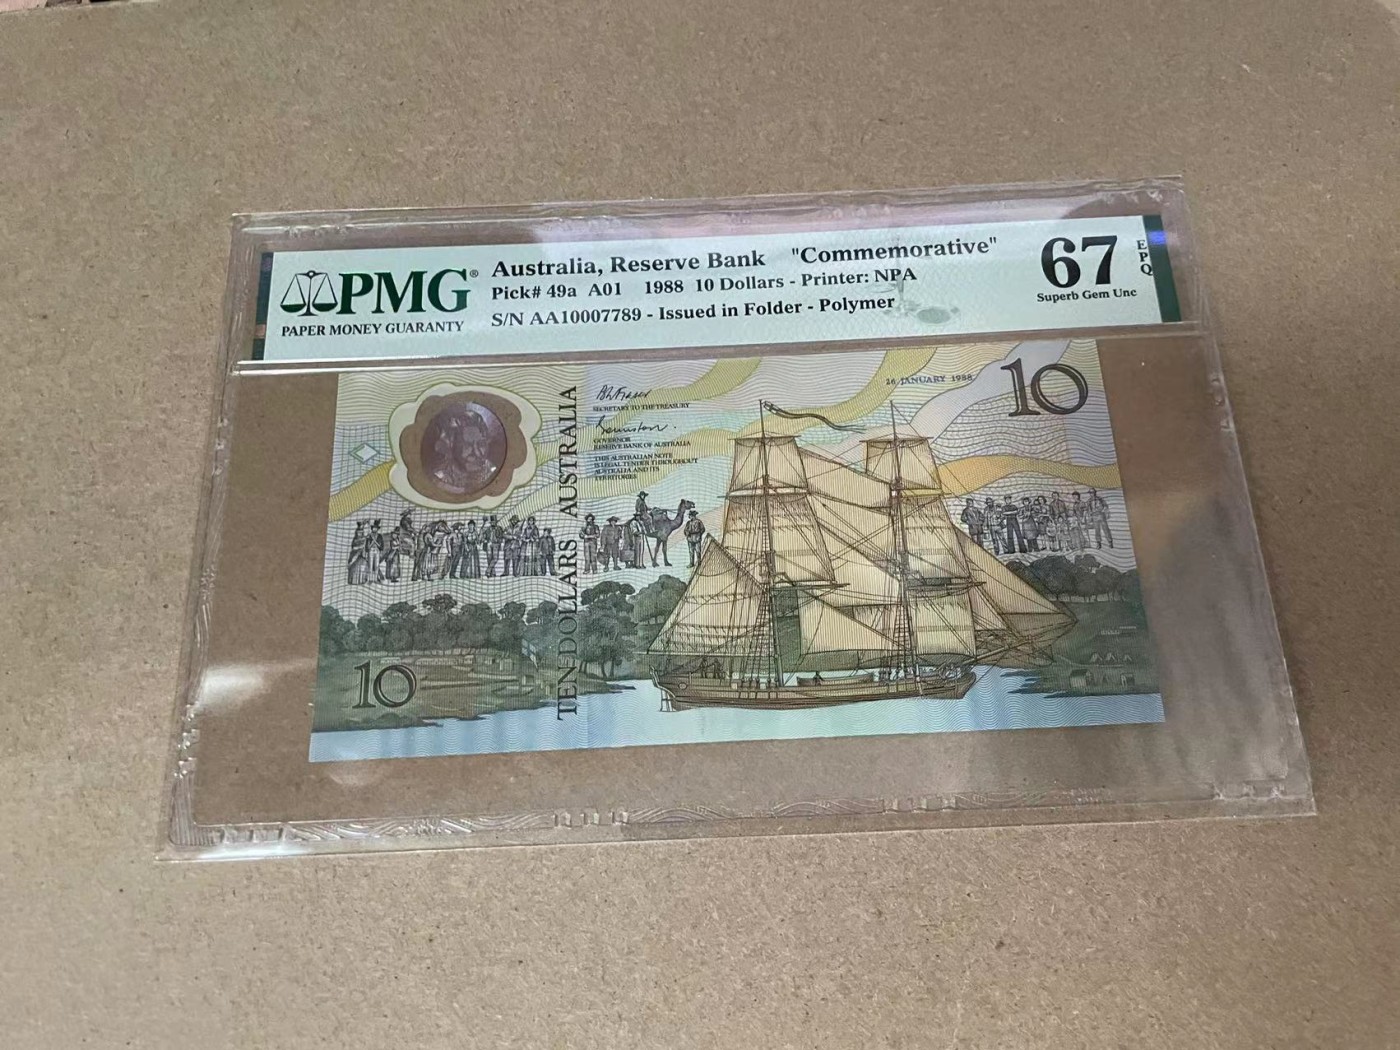 PMG®
PAPER MONEY GUARANTY
Australia, Reserve Bank "Commemorative"
Pick# 49a A01 1988 10 Dollars - Printer: NPA
S/N AA10007789 - Issued in Folder - Polymer
67
EPQ
Superb Gem Unc
SECRETARY TO THE TREASURY
GOVERNOR
RESERVE BANK OF AUSTRALIA
THIS AUSTRALIAN NOTE
IS LEGAL TENDER THROUGHOUT
AUSTRALIA AND ITS
TERRITORIES
26 JANUARY 1988
10
TEN DOLLARS AUSTRALIA
10